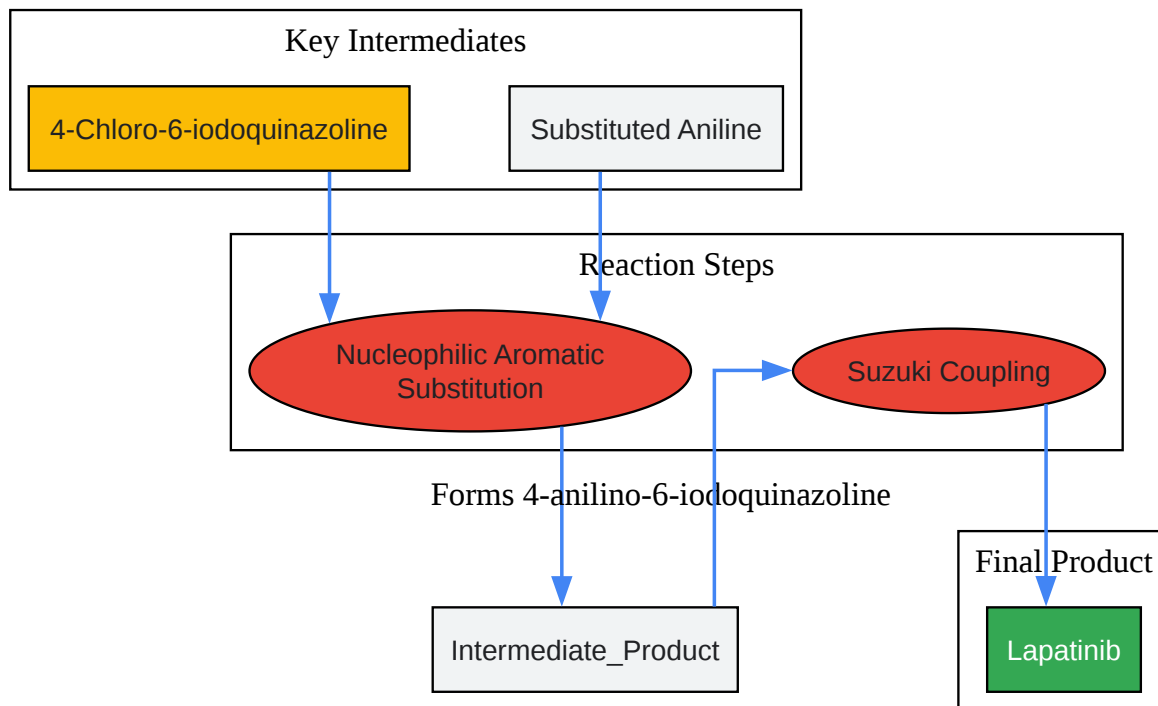 Key Intermediates
4-Chloro-6-iodoquinazoline
Substituted Aniline
Reaction Steps
Nucleophilic Aromatic
Substitution
Suzuki Coupling
Forms 4-anilino-6-iodoquinazoline
Final Product
Intermediate_Product
Lapatinib